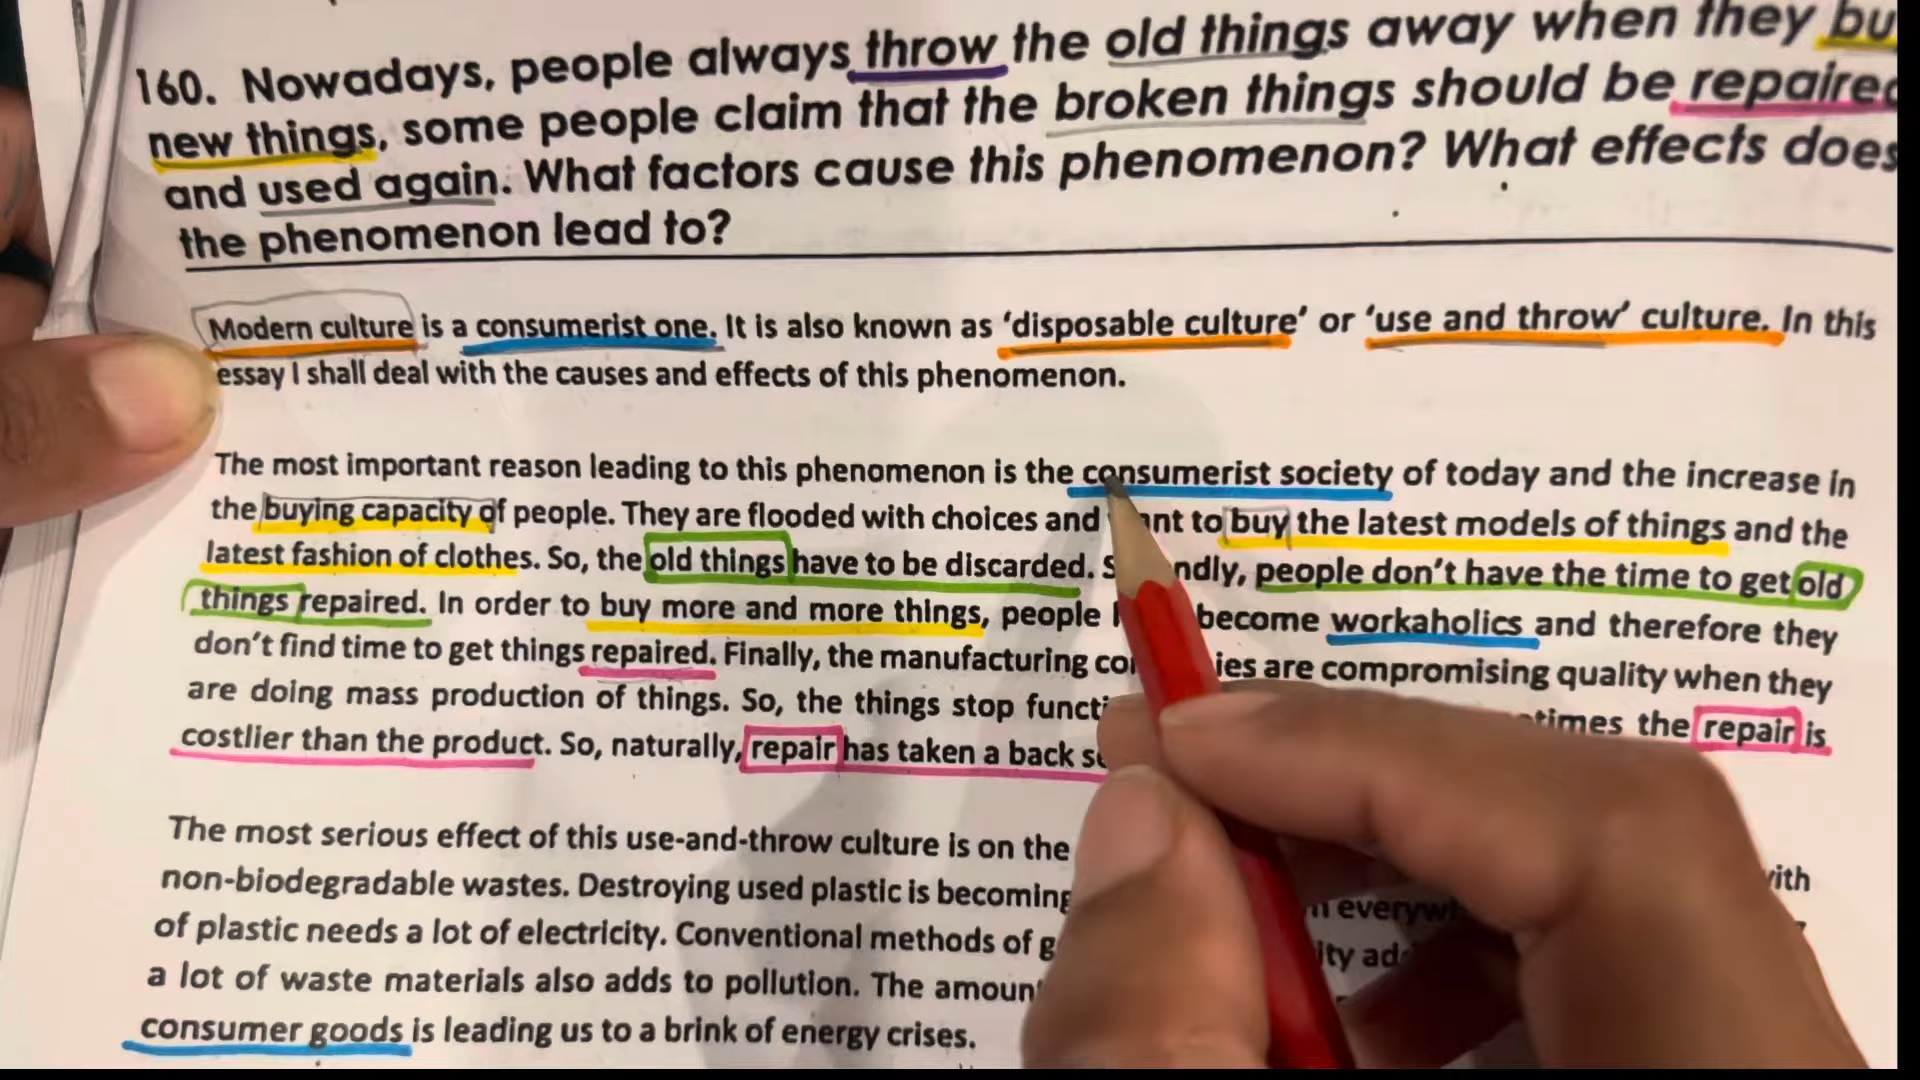 160. Nowadays, people always throw the old things away when they bu
new things, some people claim that the broken things should be repaired
and used again. What factors cause this phenomenon? What effects does
the phenomenon lead to?
Modern culture is a consumerist one. It is also known as ‘disposable culture’ or ‘use and throw’ culture. In this
essay I shall deal with the causes and effects of this phenomenon.
The most important reason leading to this phenomenon is the consumerist society of today and the increase in
the buying capacity of people. They are flooded with choices and to buy the latest models of things and the
latest fashion of clothes. So, the old things have to be discarded. people don’t have the time to get old
things repaired. In order to buy more and more things, people become workaholics and therefore they
don’t find time to get things repaired. Finally, the manufacturing are compromising quality when they
are doing mass production of things. So, the things stop the repair is
costlier than the product. So, naturally, repair has taken a back
The most serious effect of this use-and-throw culture is on the with
non-biodegradable wastes. Destroying used plastic is becoming
of plastic needs a lot of electricity. Conventional methods of
a lot of waste materials also adds to pollution. The
consumer goods is leading us to a brink of energy crises.